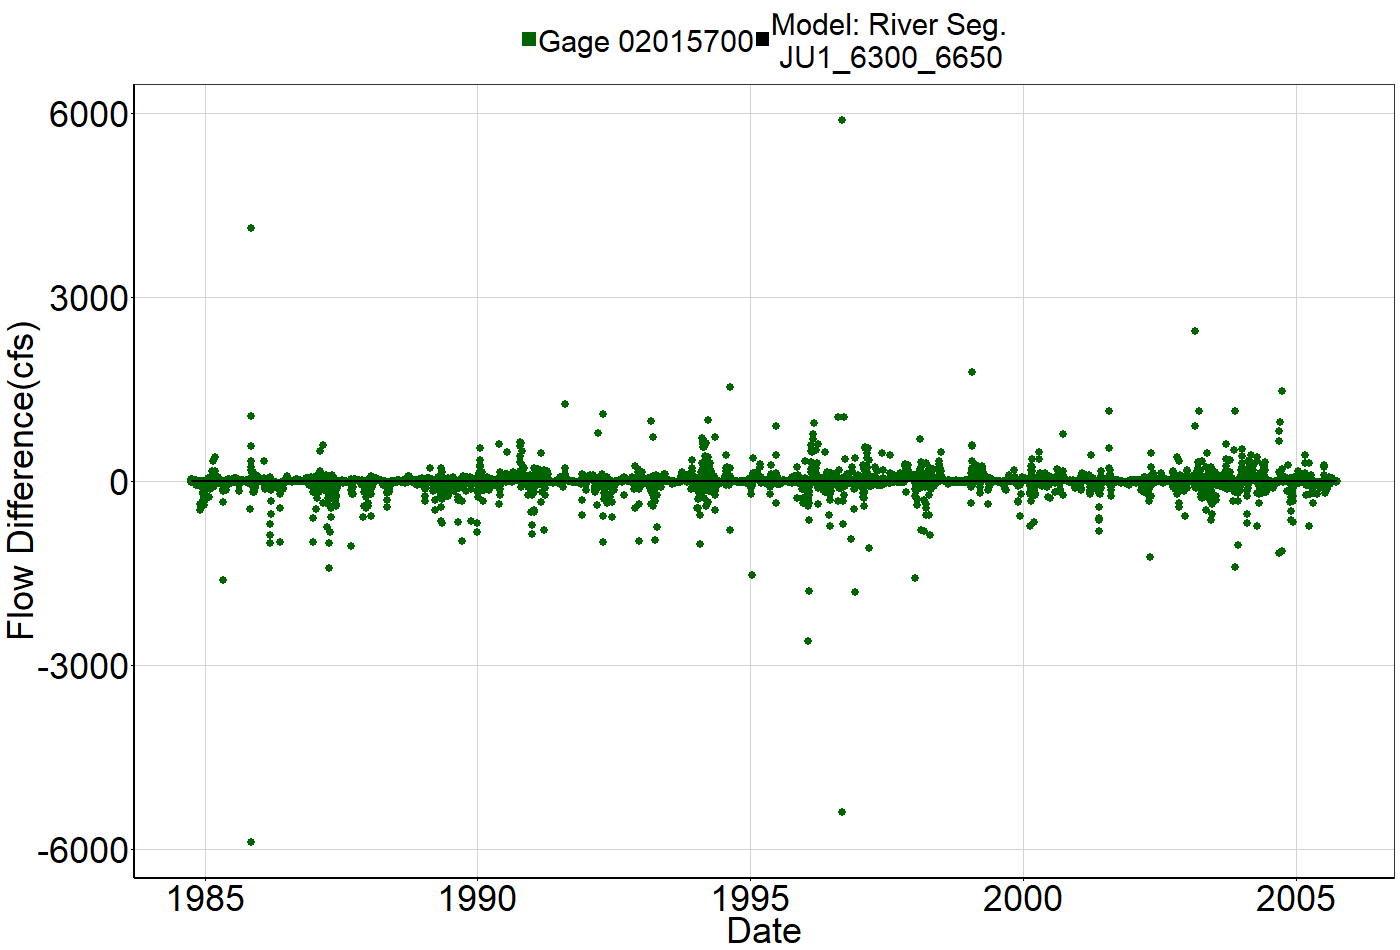 Gage 02015700
Model: River Seg.
JU1_6300_6650
6000
3000
0
-3000
-6000
Flow Difference(cfs)
1985 1990 1995 2000 2005
Date